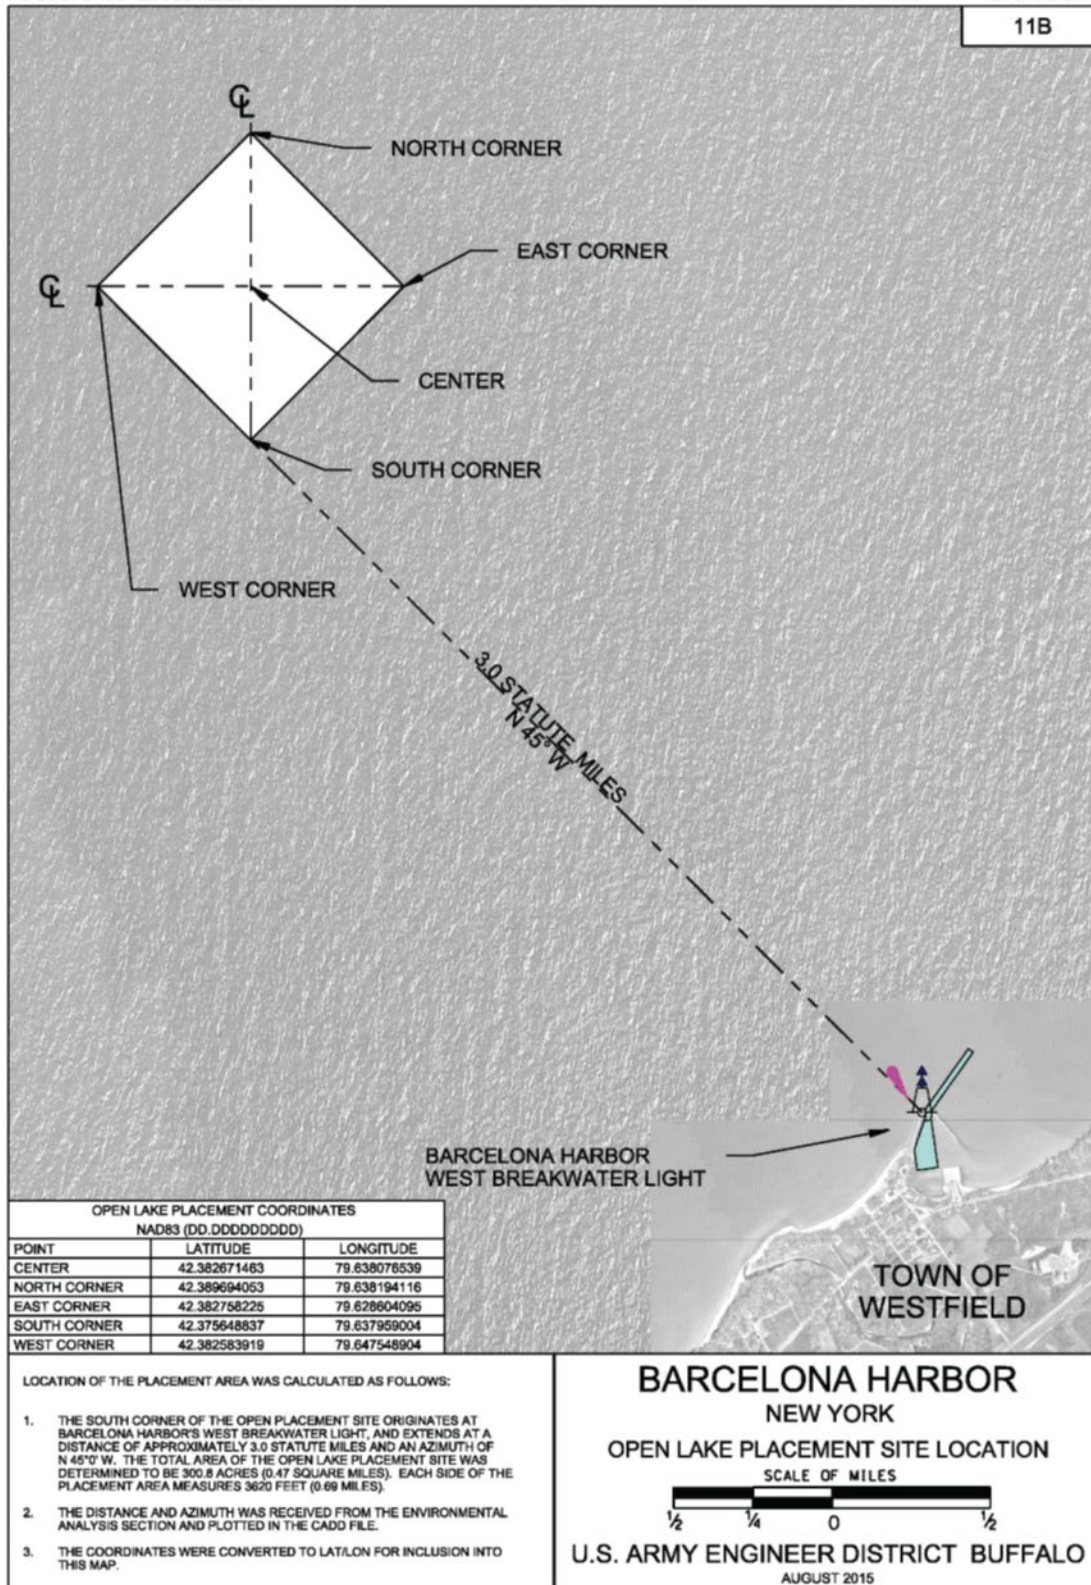 11B
℄
NORTH CORNER
EAST CORNER
℄
CENTER
SOUTH CORNER
WEST CORNER
3.0 STATUTE MILES
N 45° W
BARCELONA HARBOR
WEST BREAKWATER LIGHT
TOWN OF
WESTFIELD
OPEN LAKE PLACEMENT COORDINATES
NAD83 (DD.DDDDDDDDD)
POINT LATITUDE LONGITUDE
CENTER 42.382671463 79.638076539
NORTH CORNER 42.389694053 79.638194116
EAST CORNER 42.382758225 79.628604095
SOUTH CORNER 42.375648837 79.637959004
WEST CORNER 42.382583919 79.647548904
LOCATION OF THE PLACEMENT AREA WAS CALCULATED AS FOLLOWS:
1. THE SOUTH CORNER OF THE OPEN PLACEMENT SITE ORIGINATES AT
BARCELONA HARBOR'S WEST BREAKWATER LIGHT, AND EXTENDS AT A
DISTANCE OF APPROXIMATELY 3.0 STATUTE MILES AND AN AZIMUTH OF
N 45°0' W. THE TOTAL AREA OF THE OPEN LAKE PLACEMENT SITE WAS
DETERMINED TO BE 300.8 ACRES (0.47 SQUARE MILES). EACH SIDE OF THE
PLACEMENT AREA MEASURES 3620 FEET (0.69 MILES).
2. THE DISTANCE AND AZIMUTH WAS RECEIVED FROM THE ENVIRONMENTAL
ANALYSIS SECTION AND PLOTTED IN THE CADD FILE.
3. THE COORDINATES WERE CONVERTED TO LAT/LON FOR INCLUSION INTO
THIS MAP.
BARCELONA HARBOR
NEW YORK
OPEN LAKE PLACEMENT SITE LOCATION
SCALE OF MILES
½ ¼ 0 ½
U.S. ARMY ENGINEER DISTRICT BUFFALO
AUGUST 2015